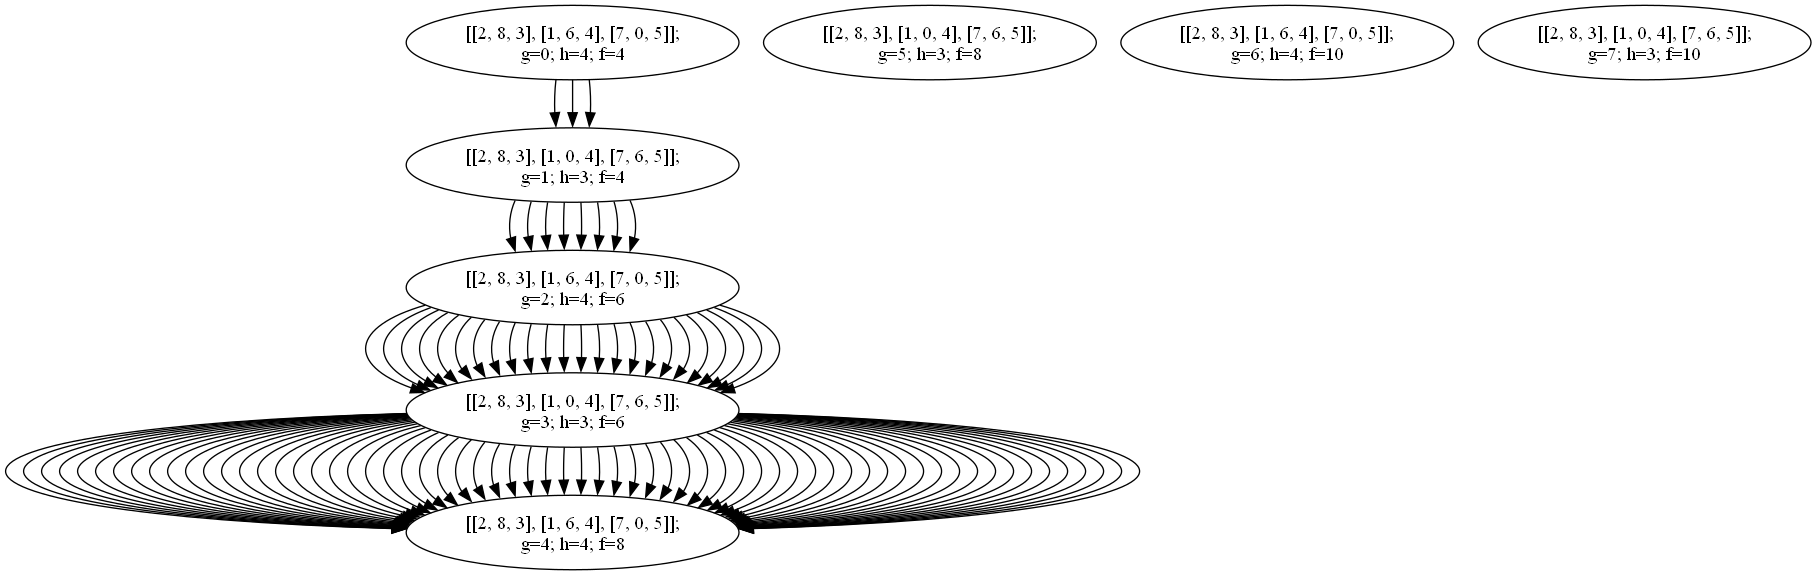 [[2, 8, 3], [1, 6, 4], [7, 0, 5]];
g=0; h=4; f=4
[[2, 8, 3], [1, 0, 4], [7, 6, 5]];
g=5; h=3; f=8
[[2, 8, 3], [1, 6, 4], [7, 0, 5]];
g=6; h=4; f=10
[[2, 8, 3], [1, 0, 4], [7, 6, 5]];
g=7; h=3; f=10
[[2, 8, 3], [1, 0, 4], [7, 6, 5]];
g=1; h=3; f=4
[[2, 8, 3], [1, 6, 4], [7, 0, 5]];
g=2; h=4; f=6
[[2, 8, 3], [1, 0, 4], [7, 6, 5]];
g=3; h=3; f=6
[[2, 8, 3], [1, 6, 4], [7, 0, 5]];
g=4; h=4; f=8